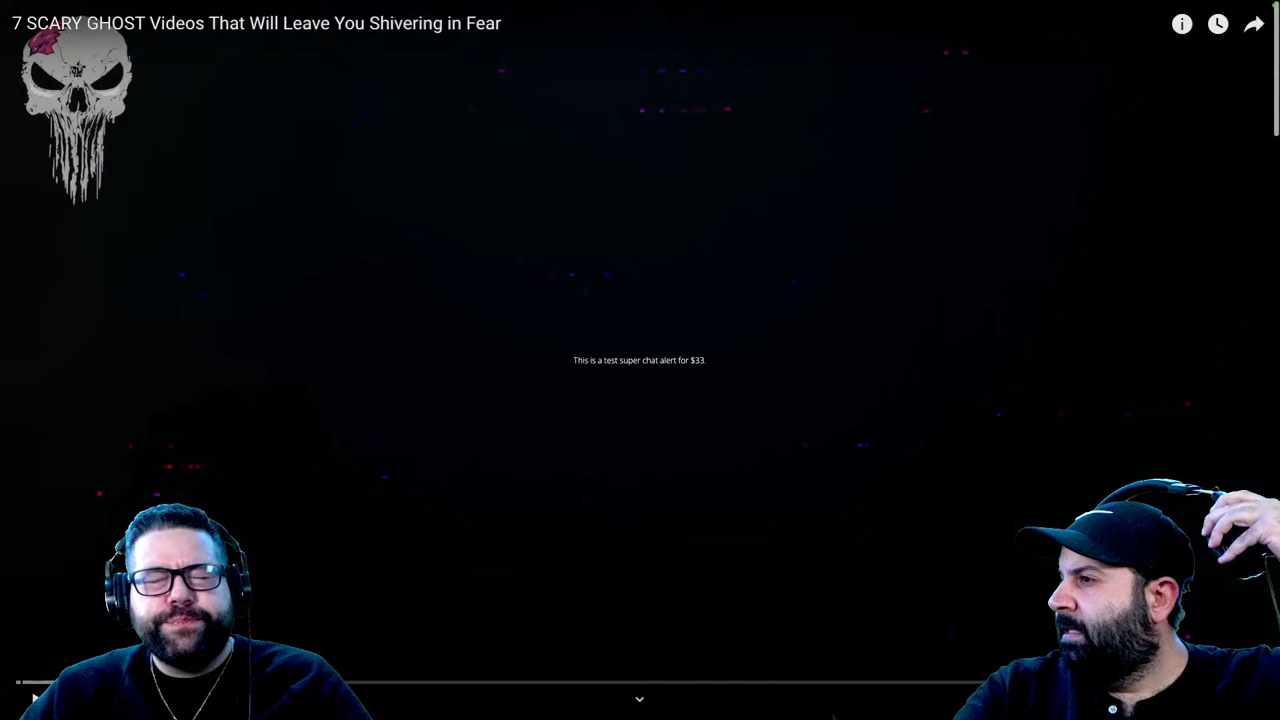 7 SCARY GHOST Videos That Will Leave You Shivering in Fear
This is a test super chat alert for $33.